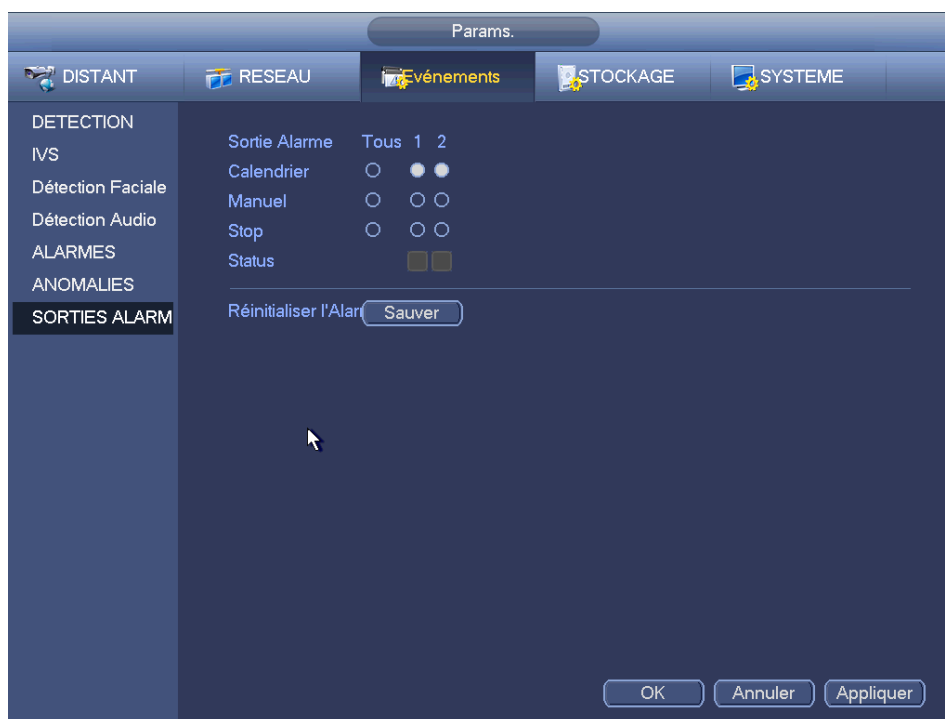 Params.
DISTANT RESEAU Evénements STOCKAGE SYSTEME
DETECTION
IVS
Détection Faciale
Détection Audio
ALARMES
ANOMALIES
SORTIES ALARM
Sortie Alarme Tous 1 2
Calendrier
Manuel
Stop
Status
Réinitialiser l'Alarr Sauver
OK Annuler Appliquer